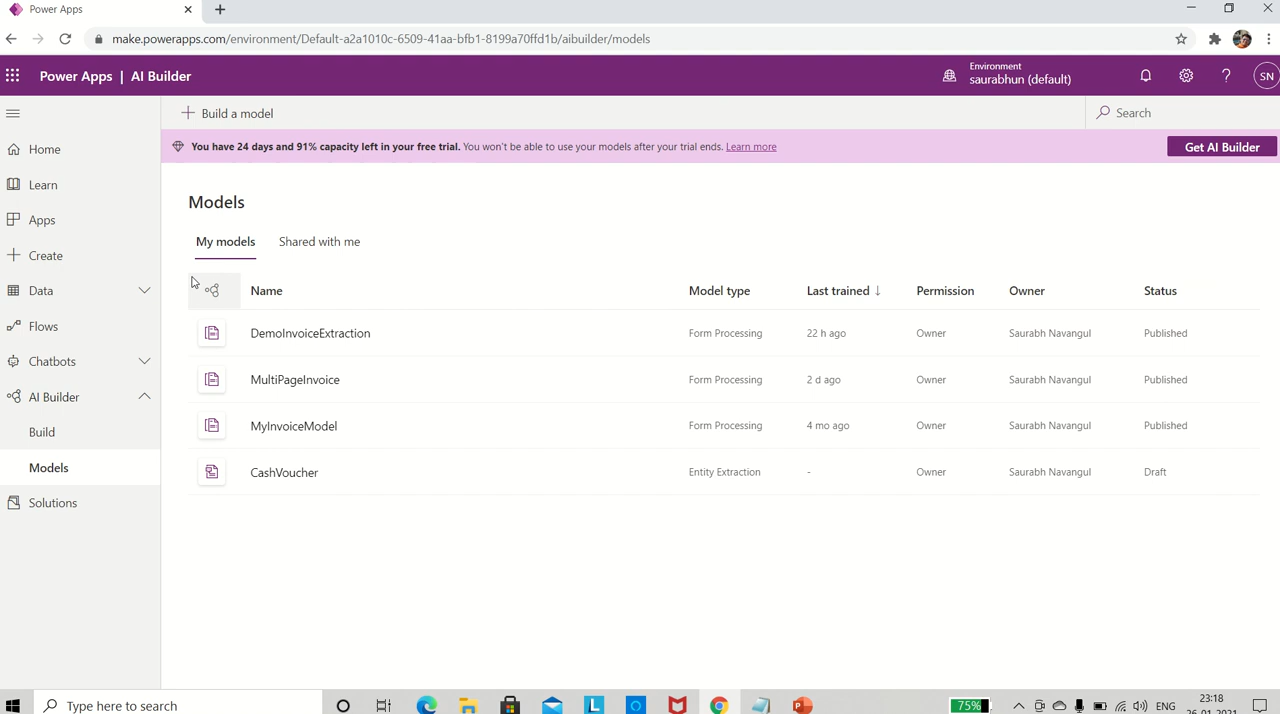 Power Apps
make.powerapps.com/environment/Default-a2a1010c-6509-41aa-bfb1-8199a70ffd1b/aibuilder/models
Power Apps | AI Builder
Environment
saurabhun (default)
?
SN
Build a model
Search
You have 24 days and 91% capacity left in your free trial. You won't be able to use your models after your trial ends. Learn more
Get AI Builder
Home
Learn
Apps
Create
Data
Flows
Chatbots
AI Builder
Build
Models
Solutions
Models
My models Shared with me
Name Model type Last trained ↓ Permission Owner Status
DemoInvoiceExtraction Form Processing 22 h ago Owner Saurabh Navangul Published
MultiPageInvoice Form Processing 2 d ago Owner Saurabh Navangul Published
MyInvoiceModel Form Processing 4 mo ago Owner Saurabh Navangul Published
CashVoucher Entity Extraction - Owner Saurabh Navangul Draft
Type here to search
L
75%
ENG
23:18
26-01-2021